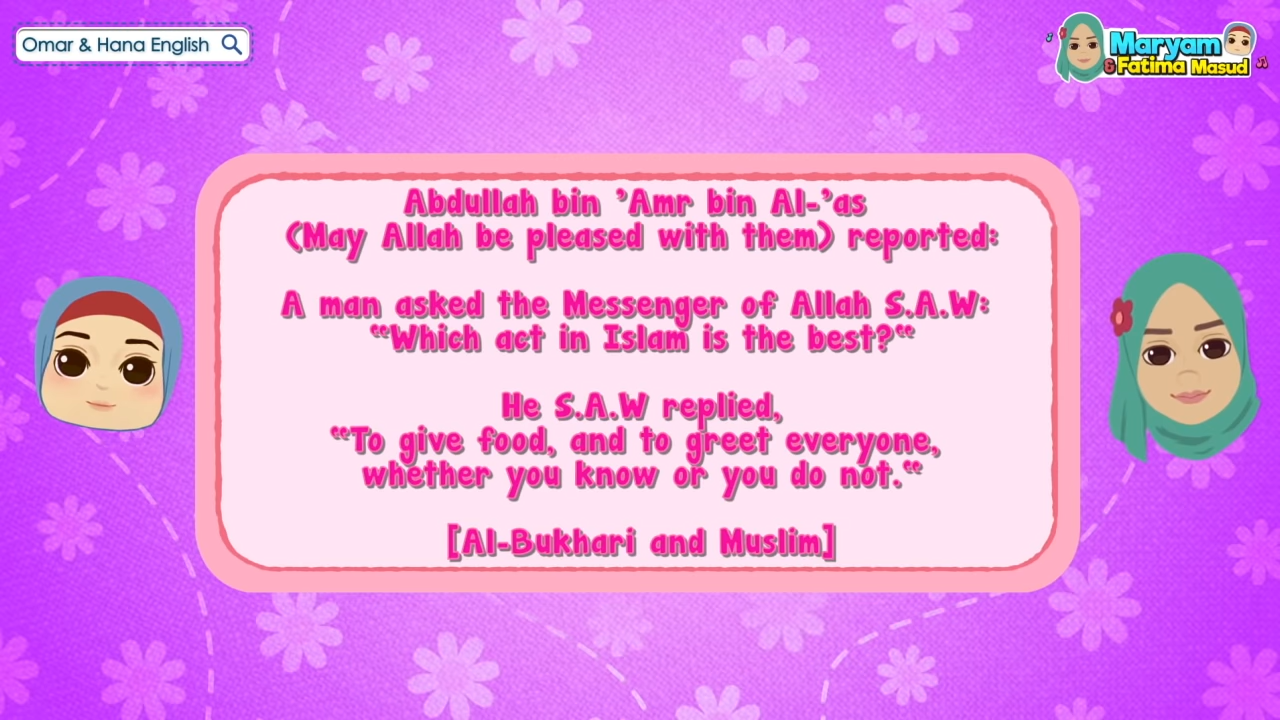 Omar & Hana English
Maryam
& Fatima Masud
Abdullah bin 'Amr bin Al-'as
(May Allah be pleased with them) reported:
A man asked the Messenger of Allah S.A.W:
"Which act in Islam is the best?"
He S.A.W replied,
"To give food, and to greet everyone,
whether you know or you do not."
[Al-Bukhari and Muslim]